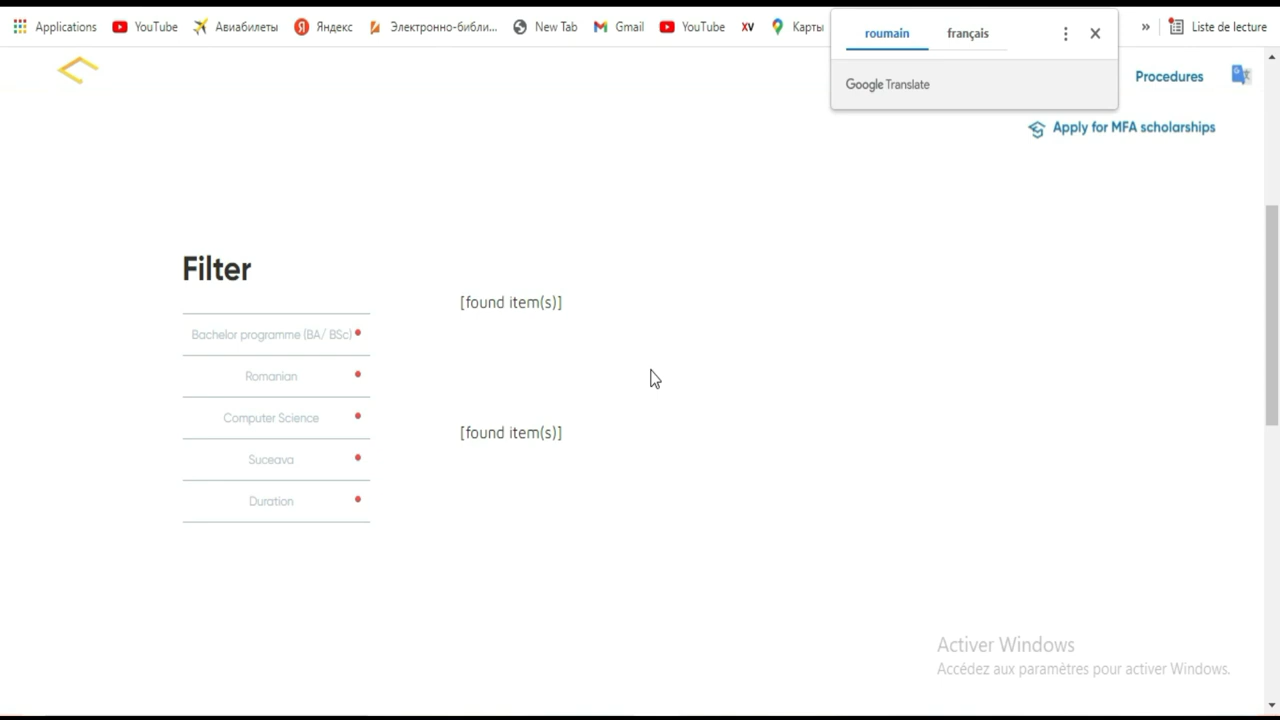 Applications
YouTube
Авиабилеты
Яндекс
Электронно-библи...
New Tab
Gmail
YouTube
XV
Карты
»
Liste de lecture
roumain
français
Google Translate
Procedures
Apply for MFA scholarships
Filter
[found item(s)]
Bachelor programme (BA/ BSc)
Romanian
Computer Science
[found item(s)]
Suceava
Duration
Activer Windows
Accédez aux paramètres pour activer Windows.